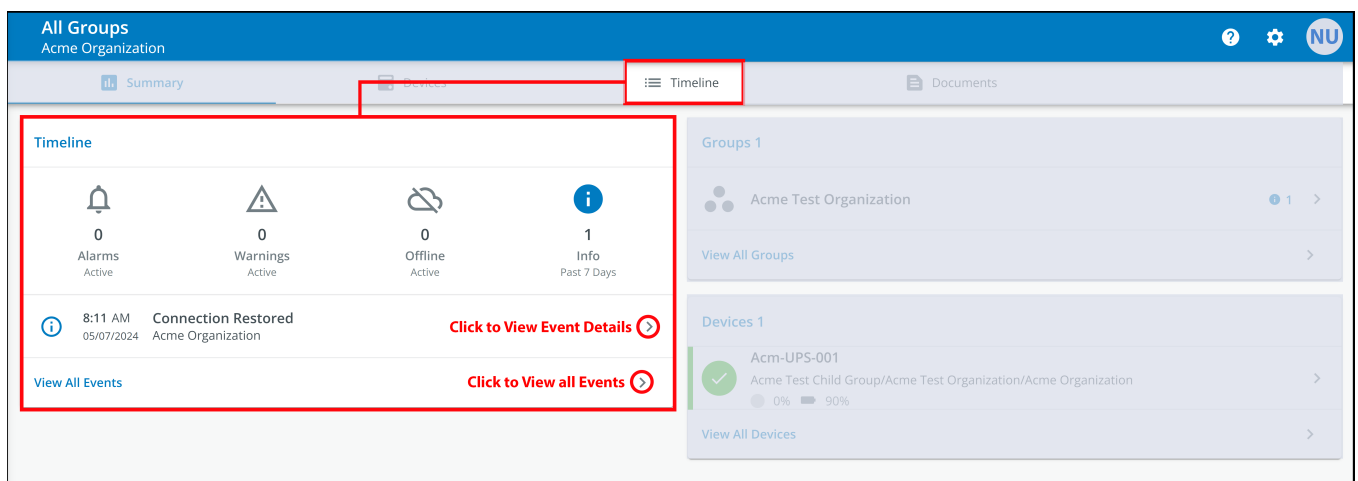 All Groups
Acme Organization
NU
Summary
Devices
Timeline
Documents
Timeline
0
Alarms
Active
0
Warnings
Active
0
Offline
Active
1
Info
Past 7 Days
8:11 AM
05/07/2024
Connection Restored
Acme Organization
Click to View Event Details
View All Events
Click to View all Events
Groups 1
Acme Test Organization
1
View All Groups
Devices 1
Acm-UPS-001
Acme Test Child Group/Acme Test Organization/Acme Organization
0% 90%
View All Devices